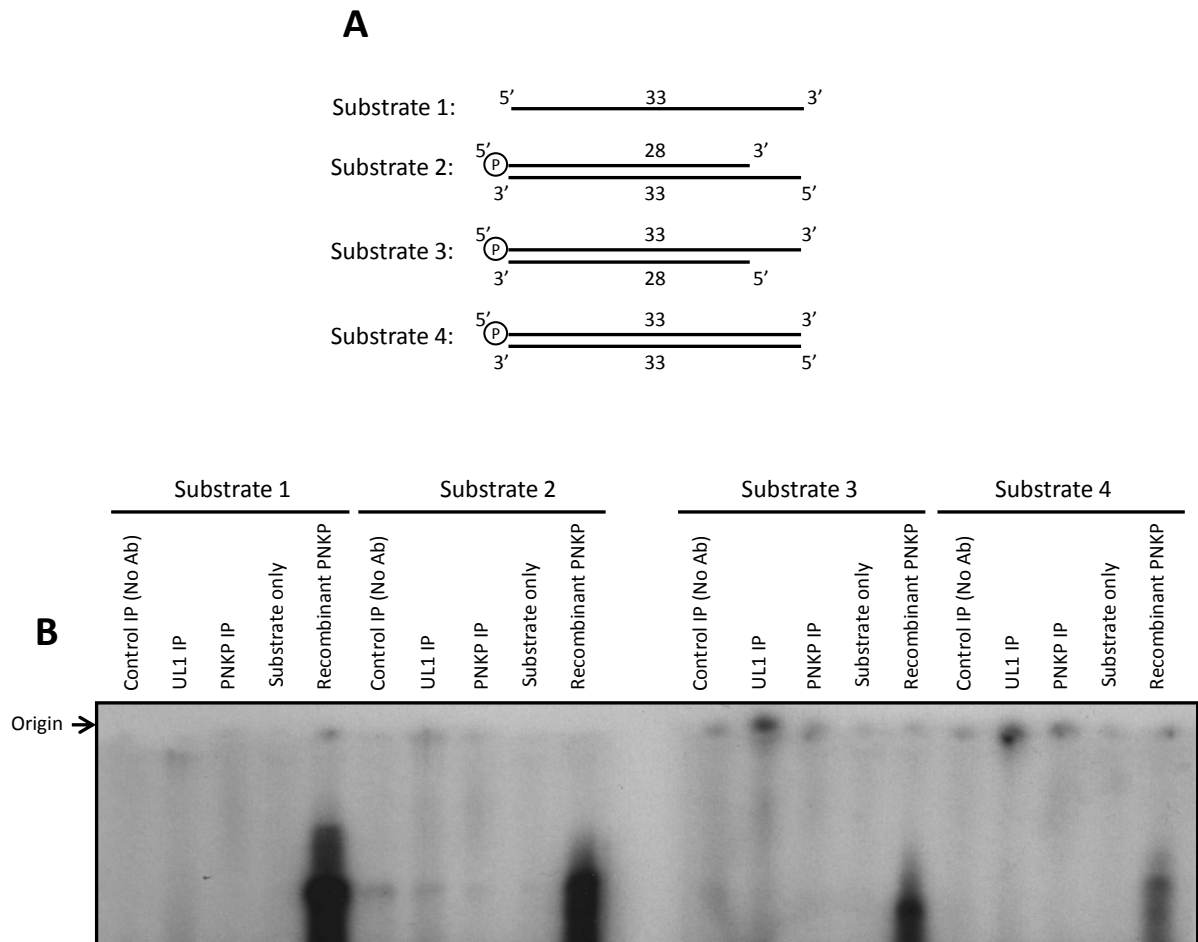 A
5’ 33 3’
Substrate 1:
5’ 28 3’
P
Substrate 2:
3’ 33 5’
5’ 33 3’
P
Substrate 3:
3’ 28 5’
5’ 33 3’
P
Substrate 4:
3’ 33 5’
Substrate 1 Substrate 2 Substrate 3 Substrate 4
Control IP (No Ab)
UL1 IP
PNKP IP
Substrate only
Recombinant PNKP
Control IP (No Ab)
UL1 IP
PNKP IP
Substrate only
Recombinant PNKP
Control IP (No Ab)
UL1 IP
PNKP IP
Substrate only
Recombinant PNKP
Control IP (No Ab)
UL1 IP
PNKP IP
Substrate only
Recombinant PNKP
B
Origin